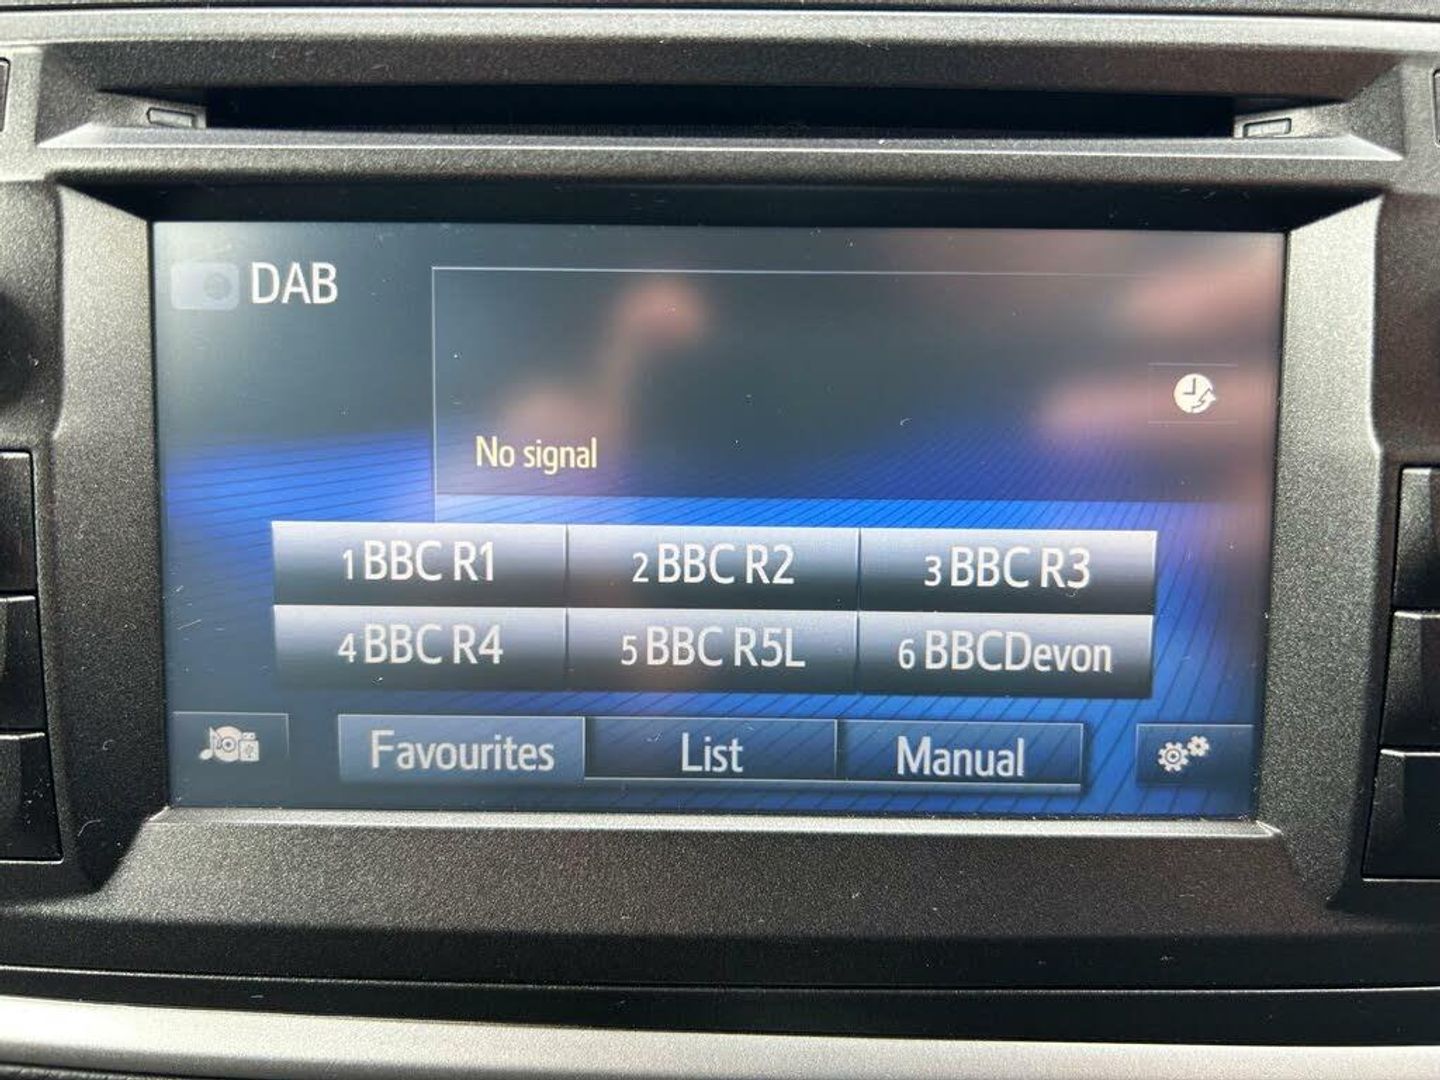 DAB
No signal
1 BBC R1 2 BBC R2 3 BBC R3
4 BBC R4 5 BBC R5L 6 BBCDevon
Favourites List Manual